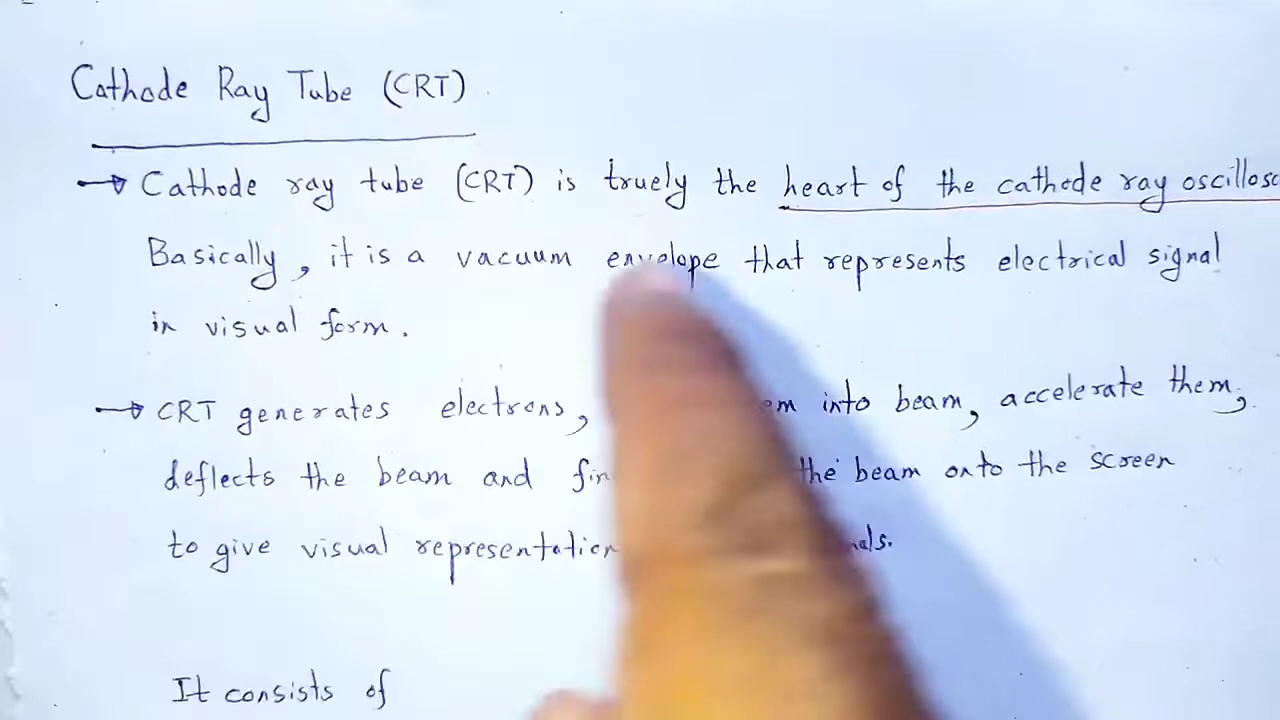 Cathode Ray Tube (CRT)
→ Cathode ray tube (CRT) is truely the heart of the cathode ray
Basically, it is a vacuum envelope that represents electrical signal
in visual form.
→ CRT generates electrons, into beam, accelerate them,
deflects the beam and the beam onto the screen
to give visual representation
It consists of